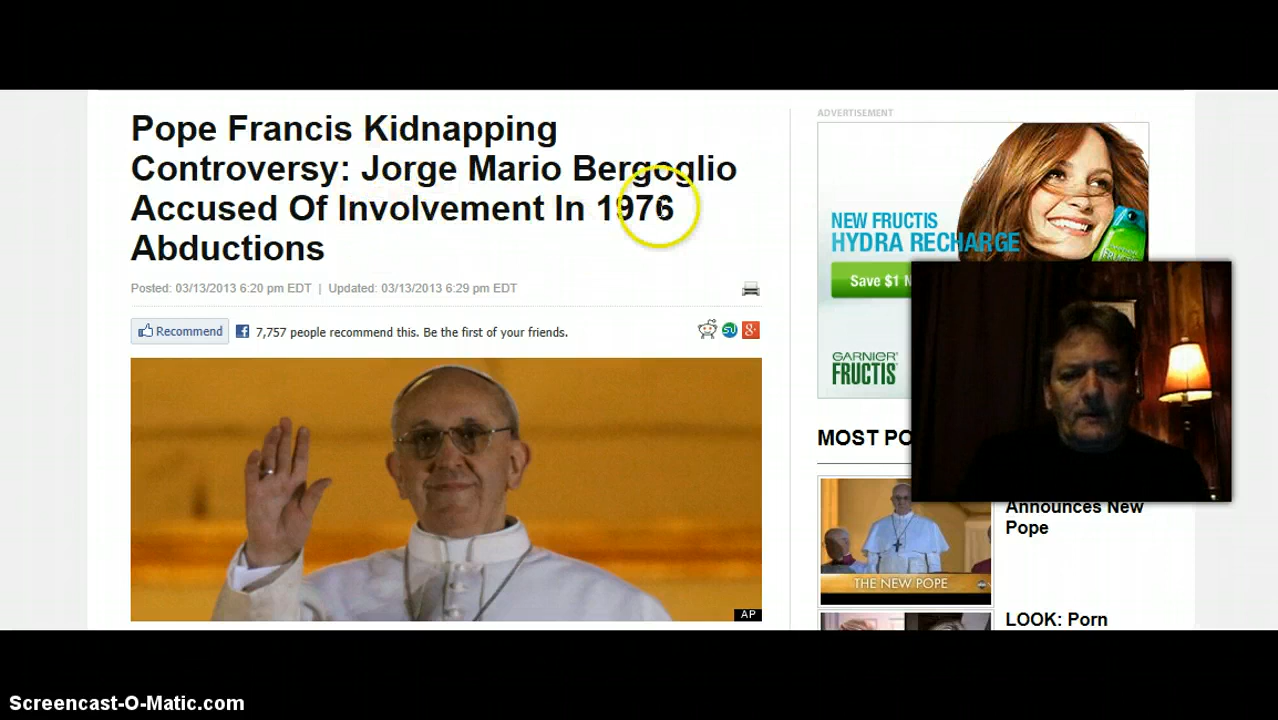 Pope Francis Kidnapping
Controversy: Jorge Mario Bergoglio
Accused Of Involvement In 1976
Abductions
Posted: 03/13/2013 6:20 pm EDT | Updated: 03/13/2013 6:29 pm EDT
Recommend
7,757 people recommend this. Be the first of your friends.
AP
ADVERTISEMENT
NEW FRUCTIS
HYDRA RECHARGE
Save $1
GARNIER
FRUCTIS
MOST
THE NEW POPE
Announces New
Pope
LOOK: Porn
Screencast-O-Matic.com